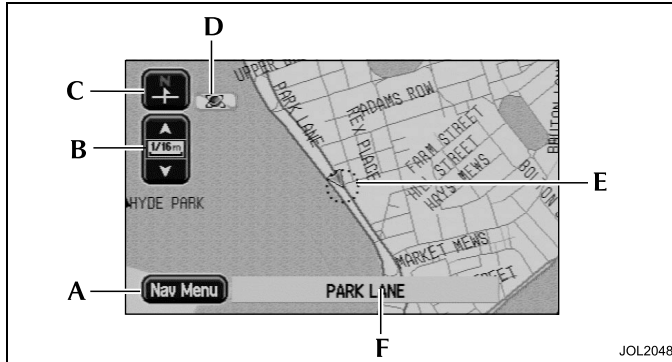 D
C
N
UPPER
B
1/16m
PARK LANE
ADAMS ROW
REX PLACE
FARM STREET
HILL STREET
HAYS MEWS
BRUTON
E
HYDE PARK
MARKET MEWS
STREET
A
Nav Menu
PARK LANE
F
JOL2048